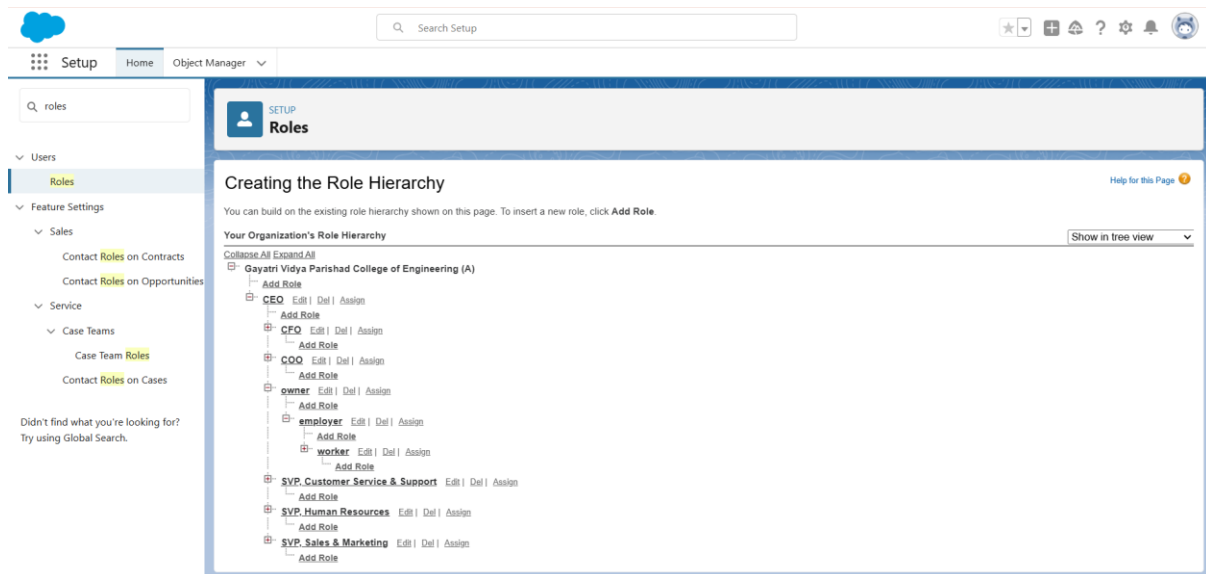 Search Setup
Setup Home Object Manager
roles
Users
Roles
Feature Settings
Sales
Contact Roles on Contracts
Contact Roles on Opportunities
Service
Case Teams
Case Team Roles
Contact Roles on Cases
Didn't find what you're looking for?
Try using Global Search.
SETUP
Roles
Creating the Role Hierarchy
Help for this Page ?
You can build on the existing role hierarchy shown on this page. To insert a new role, click Add Role.
Your Organization's Role Hierarchy
Show in tree view
Collapse All Expand All
Gayatri Vidya Parishad College of Engineering (A)
Add Role
CEO Edit | Del | Assign
Add Role
CFO Edit | Del | Assign
Add Role
COO Edit | Del | Assign
Add Role
owner Edit | Del | Assign
Add Role
employer Edit | Del | Assign
Add Role
worker Edit | Del | Assign
Add Role
SVP, Customer Service & Support Edit | Del | Assign
Add Role
SVP, Human Resources Edit | Del | Assign
Add Role
SVP, Sales & Marketing Edit | Del | Assign
Add Role